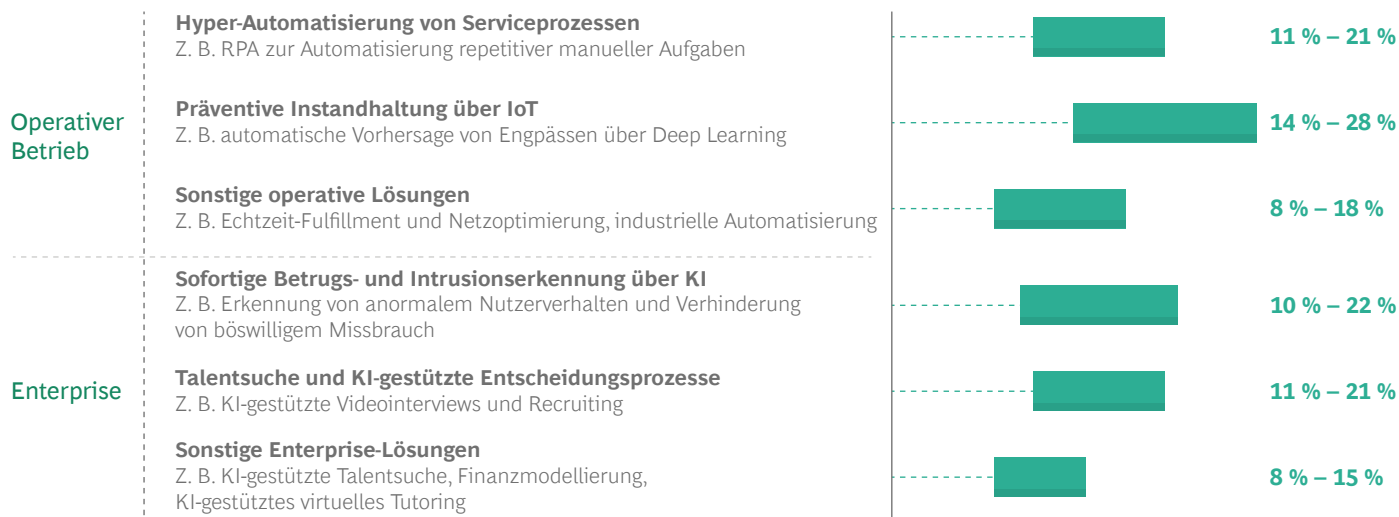 Hyper-Automatisierung von Serviceprozessen
Z. B. RPA zur Automatisierung repetitiver manueller Aufgaben
11 % – 21 %
Operativer
Betrieb
Präventive Instandhaltung über IoT
Z. B. automatische Vorhersage von Engpässen über Deep Learning
14 % – 28 %
Sonstige operative Lösungen
Z. B. Echtzeit-Fulfillment und Netzoptimierung, industrielle Automatisierung
8 % – 18 %
Sofortige Betrugs- und Intrusionserkennung über KI
Z. B. Erkennung von anormalem Nutzerverhalten und Verhinderung
von böswilligem Missbrauch
10 % – 22 %
Enterprise
Talentsuche und KI-gestützte Entscheidungsprozesse
Z. B. KI-gestützte Videointerviews und Recruiting
11 % – 21 %
Sonstige Enterprise-Lösungen
Z. B. KI-gestützte Talentsuche, Finanzmodellierung,
KI-gestütztes virtuelles Tutoring
8 % – 15 %